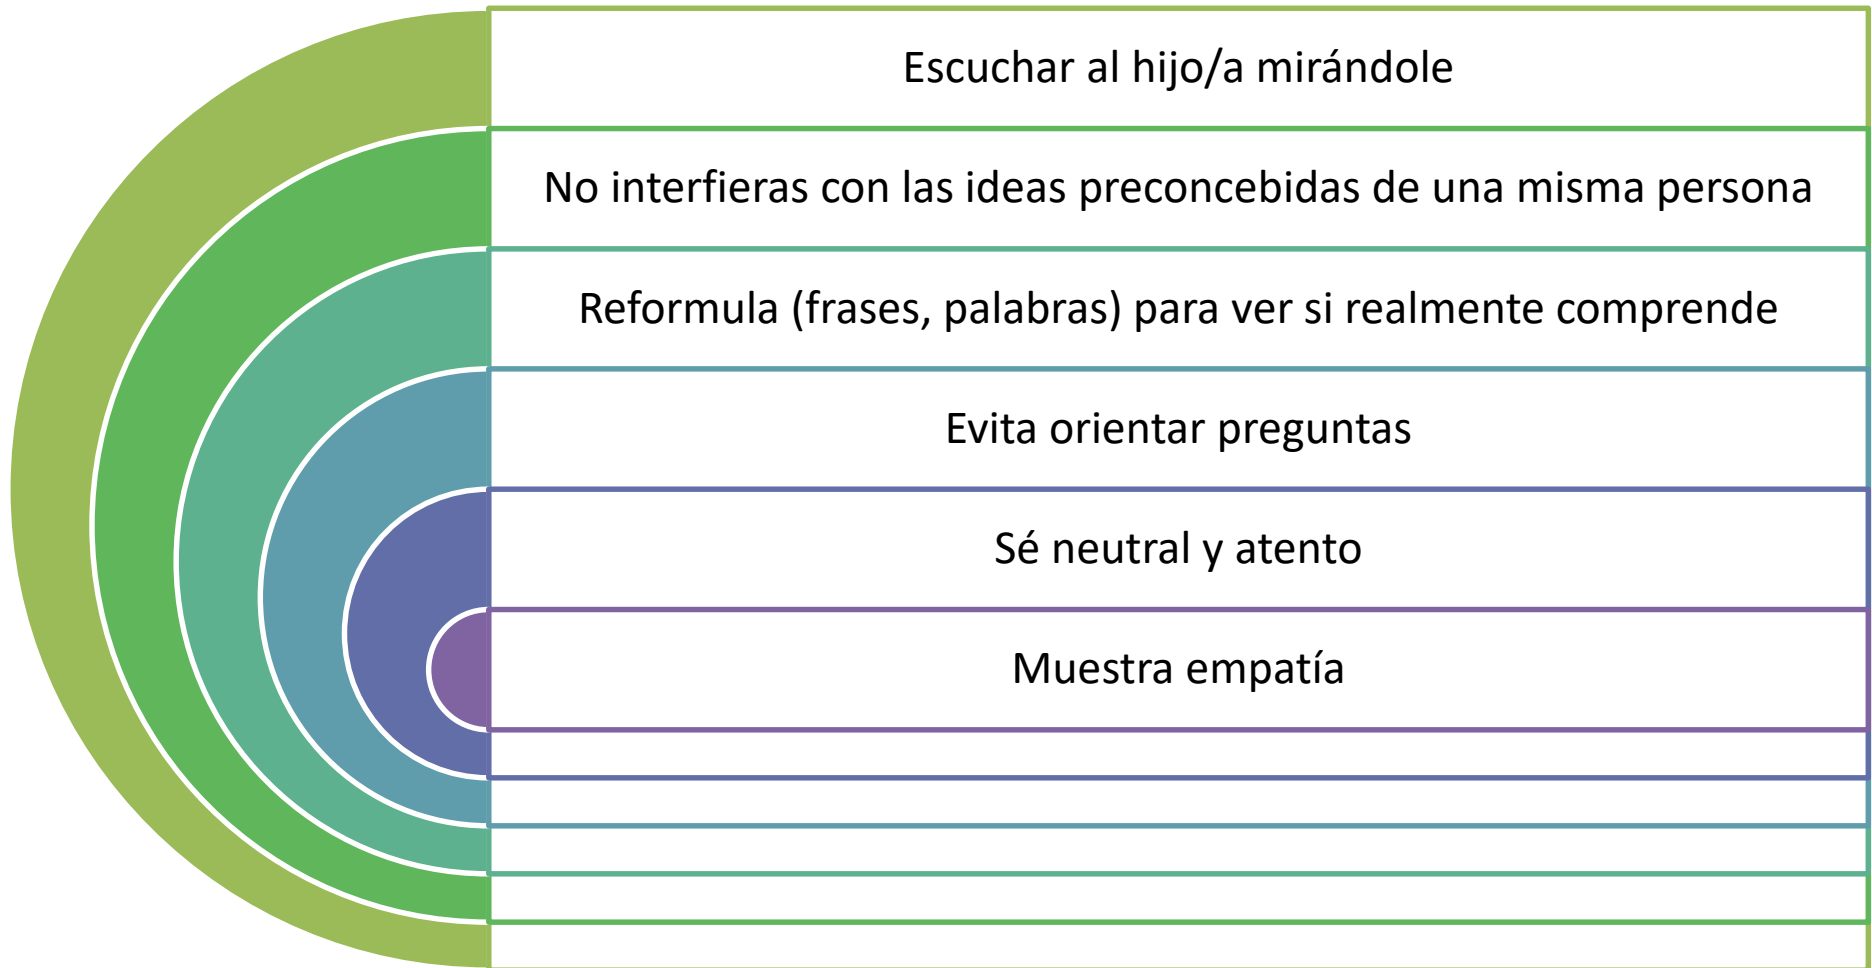 Escuchar al hijo/a mirándole
No interfieras con las ideas preconcebidas de una misma persona
Reformula (frases, palabras) para ver si realmente comprende
Evita orientar preguntas
Sé neutral y atento
Muestra empatía